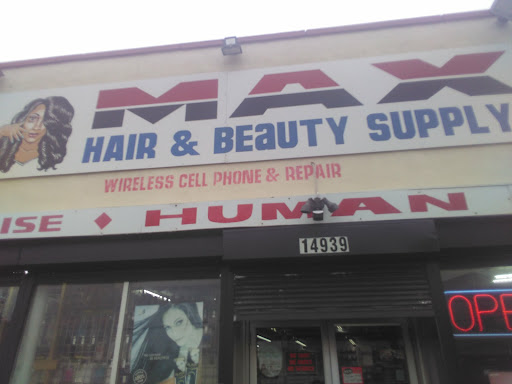 MAX
HAIR & BEAUTY SUPPLY
WIRELESS CELL PHONE & REPAIR
ISE ♦ HUMAN
14939
OPE